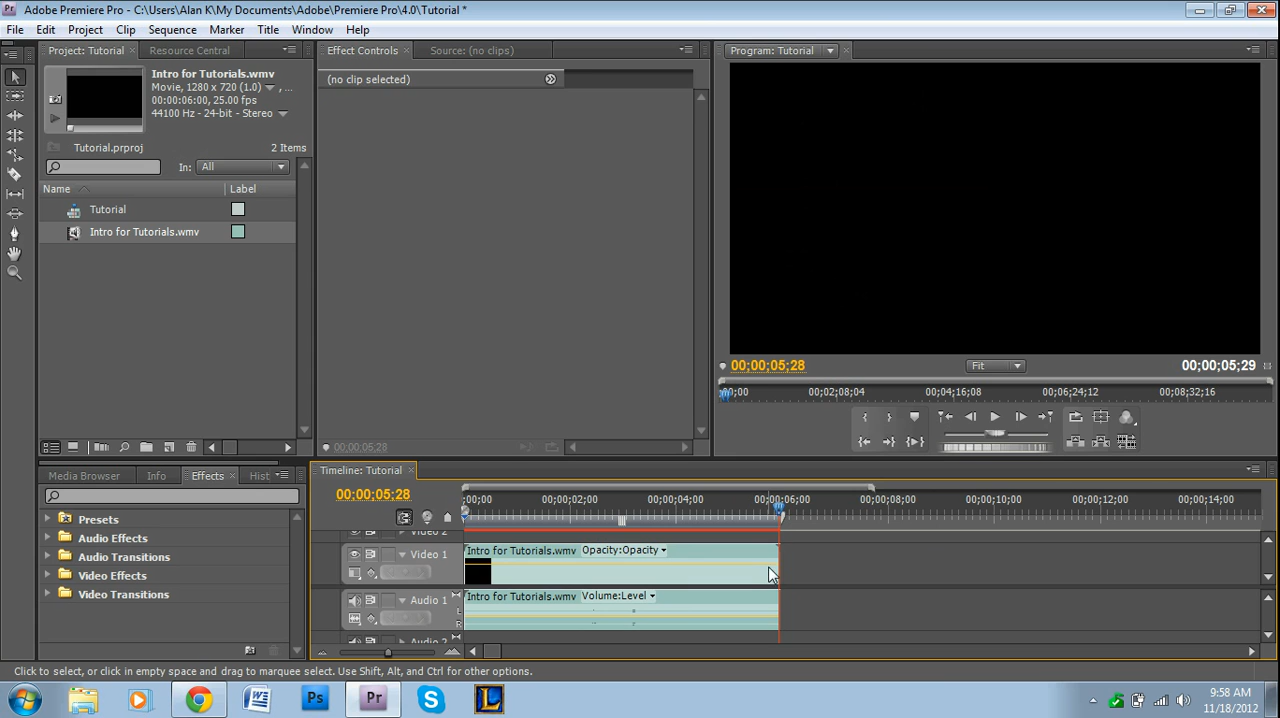 Adobe Premiere Pro - C:\Users\Alan K\My Documents\Adobe\Premiere Pro\4.0\Tutorial *
File Edit Project Clip Sequence Marker Title Window Help
Project: Tutorial Resource Central
Effect Controls Source: (no clips)
Program: Tutorial
Intro for Tutorials.wmv
Movie, 1280 x 720 (1.0) , ...
00:00:06:00, 25.00 fps
44100 Hz - 24-bit - Stereo
(no clip selected)
Tutorial.prproj 2 Items
In: All
Name Label
Tutorial
Intro for Tutorials.wmv
00;00;05;28 Fit 00;00;05;29
00;00 00;02;08;04 00;04;16;08 00;06;24;12 00;08;32;16
00;00;05;28
Media Browser Info Effects Hist
Timeline: Tutorial
00;00;05;28
;00;00 00;00;02;00 00;00;04;00 00;00;06;00 00;00;08;00 00;00;10;00 00;00;12;00 00;00;14;00
Presets
Audio Effects
Audio Transitions
Video Effects
Video Transitions
Video 2
Video 1 Intro for Tutorials.wmv Opacity:Opacity
Audio 1 Intro for Tutorials.wmv Volume:Level
L
R
Audio 2
Click to select, or click in empty space and drag to marquee select. Use Shift, Alt, and Ctrl for other options.
W Ps Pr S L
9:58 AM
11/18/2012